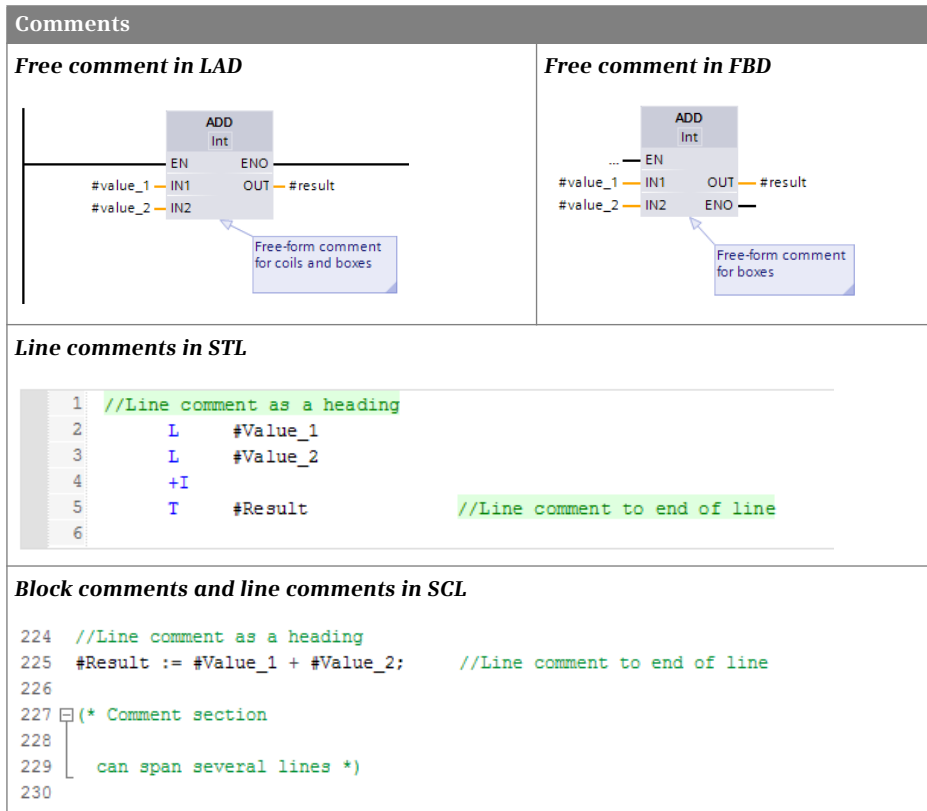 Comments
Free comment in LAD
ADD
Int
EN ENO
#value_1 IN1 OUT #result
#value_2 IN2
Free-form comment
for coils and boxes
Free comment in FBD
ADD
Int
... EN
#value_1 IN1 OUT #result
#value_2 IN2 ENO
Free-form comment
for boxes
Line comments in STL
1 //Line comment as a heading
2 L #Value_1
3 L #Value_2
4 +I
5 T #Result //Line comment to end of line
6
Block comments and line comments in SCL
224 //Line comment as a heading
225 #Result := #Value_1 + #Value_2; //Line comment to end of line
226
227 (* Comment section
228
229 can span several lines *)
230